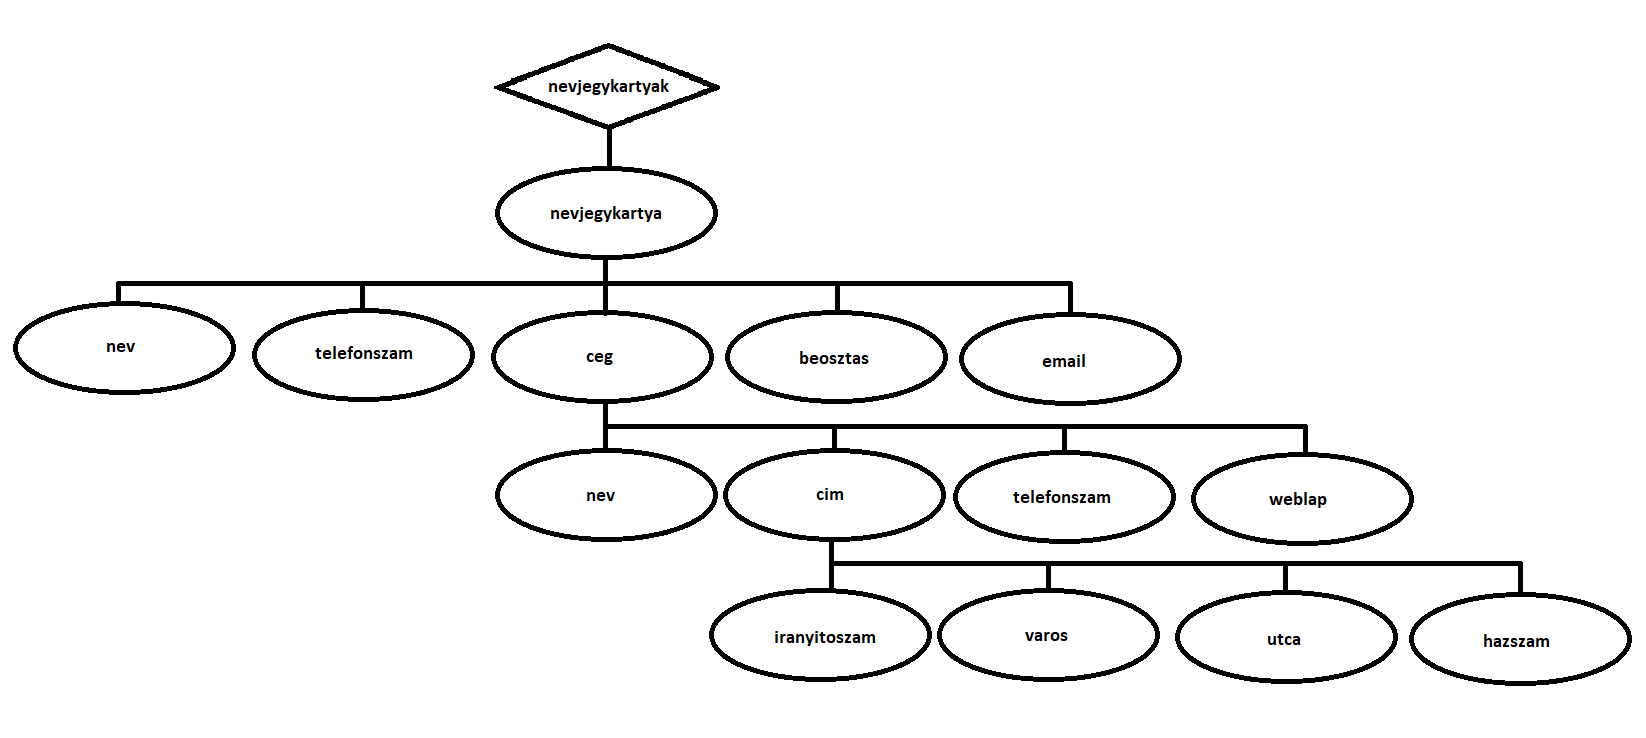 nevjegykartyak
nevjegykartya
nev
telefonszam
ceg
beosztas
email
nev
cim
telefonszam
weblap
iranyitoszam
varos
utca
hazszam